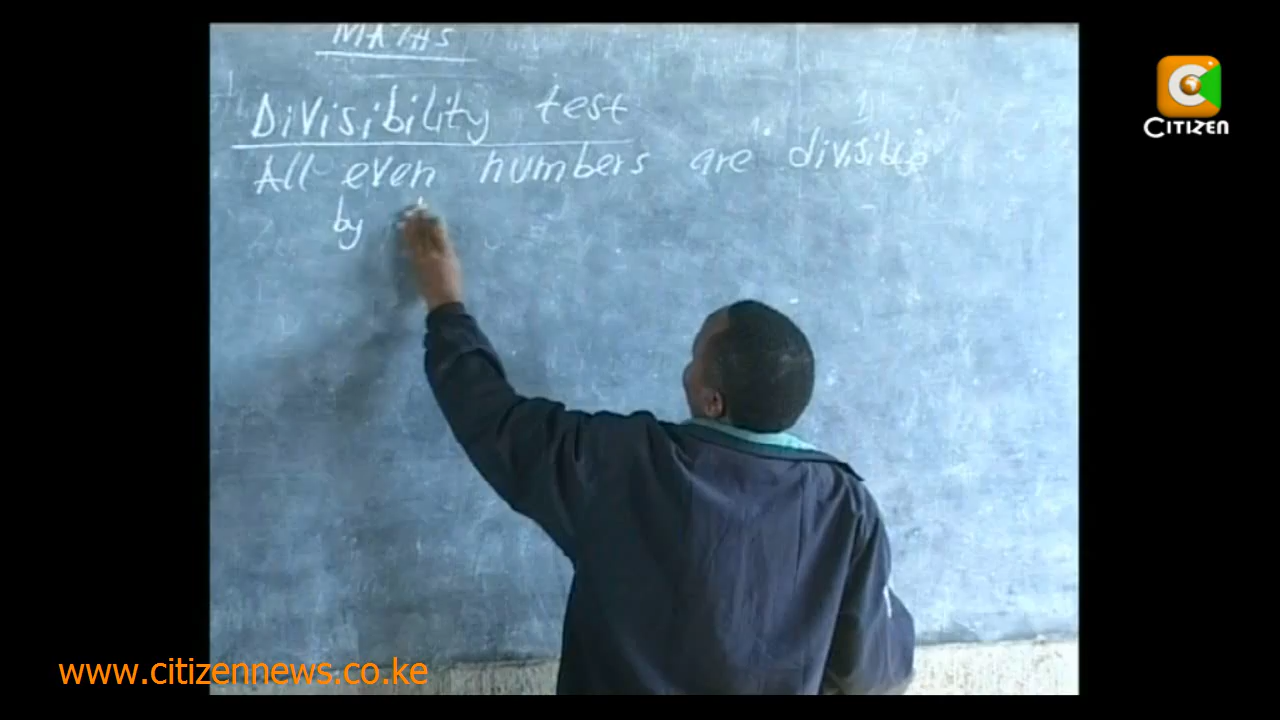 MATHS
Divisibility test
All even numbers are divisible
by
CITIZEN
www.citizennews.co.ke